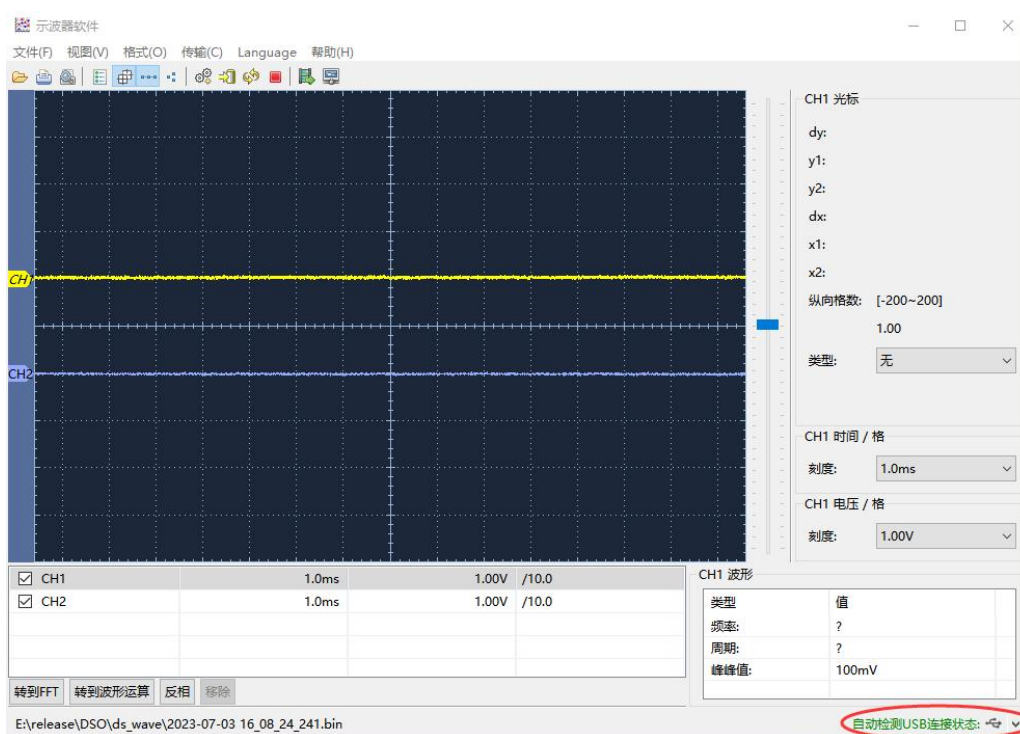 示波器软件
文件(F) 视图(V) 格式(O) 传输(C) Language 帮助(H)
CH1
CH2
CH1 光标
dy:
y1:
y2:
dx:
x1:
x2:
纵向格数: [-200~200]
1.00
类型: 无
CH1 时间 / 格
刻度: 1.0ms
CH1 电压 / 格
刻度: 1.00V
CH1 1.0ms 1.00V /10.0
CH2 1.0ms 1.00V /10.0
CH1 波形
类型 值
频率: ?
周期: ?
峰峰值: 100mV
转到FFT 转到波形运算 反相 移除
E:\release\DSO\ds_wave\2023-07-03 16_08_24_241.bin
自动检测USB连接状态: